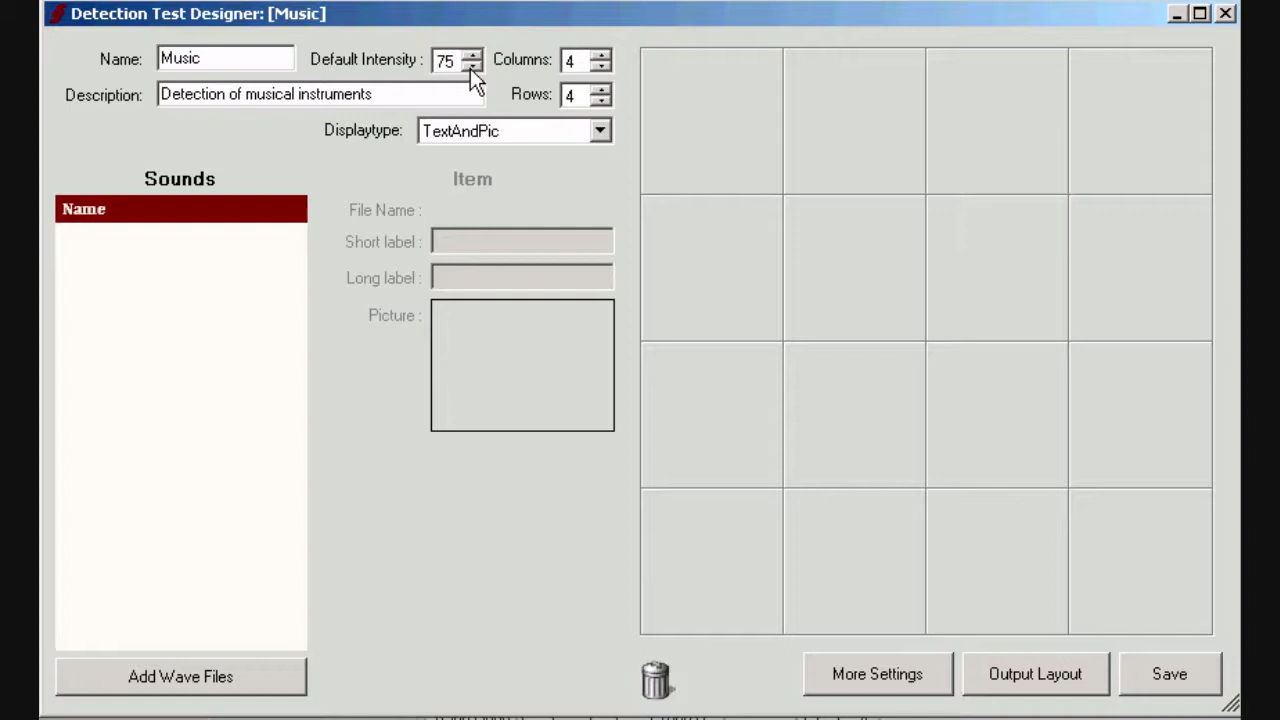 Detection Test Designer: [Music]
Name: Music Default Intensity : 75 Columns: 4
Description: Detection of musical instruments Rows: 4
Displaytype: TextAndPic
Sounds
Item
Name
File Name :
Short label :
Long label :
Picture :
Add Wave Files
More Settings
Output Layout
Save